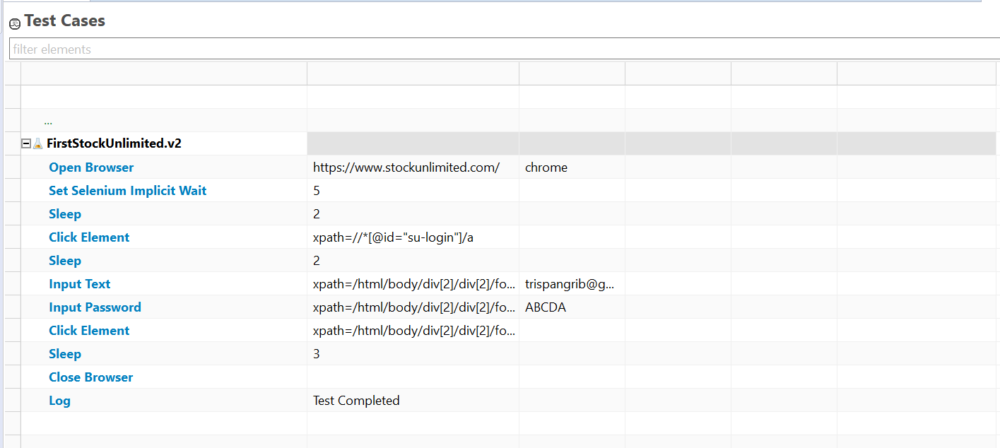 Test Cases
filter elements
...
FirstStockUnlimited.v2
Open Browser https://www.stockunlimited.com/ chrome
Set Selenium Implicit Wait 5
Sleep 2
Click Element xpath=//*[@id="su-login"]/a
Sleep 2
Input Text xpath=/html/body/div[2]/div[2]/fo... trispangrib@g...
Input Password xpath=/html/body/div[2]/div[2]/fo... ABCDA
Click Element xpath=/html/body/div[2]/div[2]/fo...
Sleep 3
Close Browser
Log Test Completed